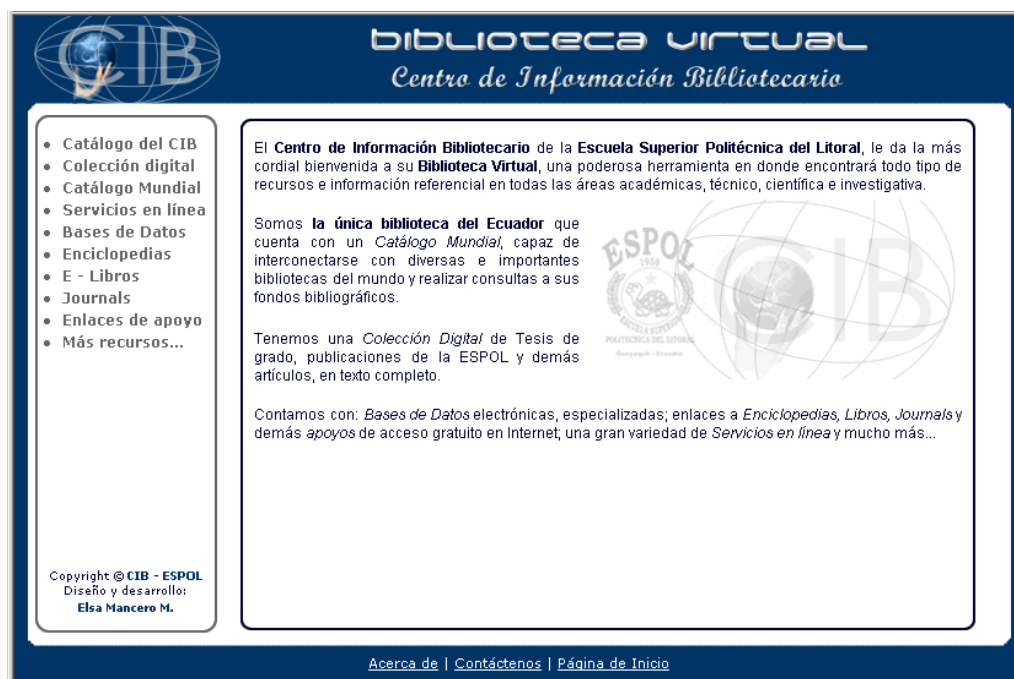 CIB
BIBLIOTECA VIRTUAL
Centro de Información Bibliotecario
Catálogo del CIB
Colección digital
Catálogo Mundial
Servicios en línea
Bases de Datos
Enciclopedias
E - Libros
Journals
Enlaces de apoyo
Más recursos...
Copyright © CIB - ESPOL
Diseño y desarrollo:
Elsa Mancero M.
El Centro de Información Bibliotecario de la Escuela Superior Politécnica del Litoral, le da la más
cordial bienvenida a su Biblioteca Virtual, una poderosa herramienta en donde encontrará todo tipo de
recursos e información referencial en todas las áreas académicas, técnico, científica e investigativa.
Somos la única biblioteca del Ecuador que
cuenta con un Catálogo Mundial, capaz de
interconectarse con diversas e importantes
bibliotecas del mundo y realizar consultas a sus
fondos bibliográficos.
Tenemos una Colección Digital de Tesis de
grado, publicaciones de la ESPOL y demás
artículos, en texto completo.
ESPOL
1958
ESCUELA SUPERIOR
POLITECNICA DEL LITORAL
Guayaquil - Ecuador
CIB
Contamos con: Bases de Datos electrónicas, especializadas; enlaces a Enciclopedias, Libros, Journals y
demás apoyos de acceso gratuito en Internet; una gran variedad de Servicios en línea y mucho más...
Acerca de | Contáctenos | Página de Inicio